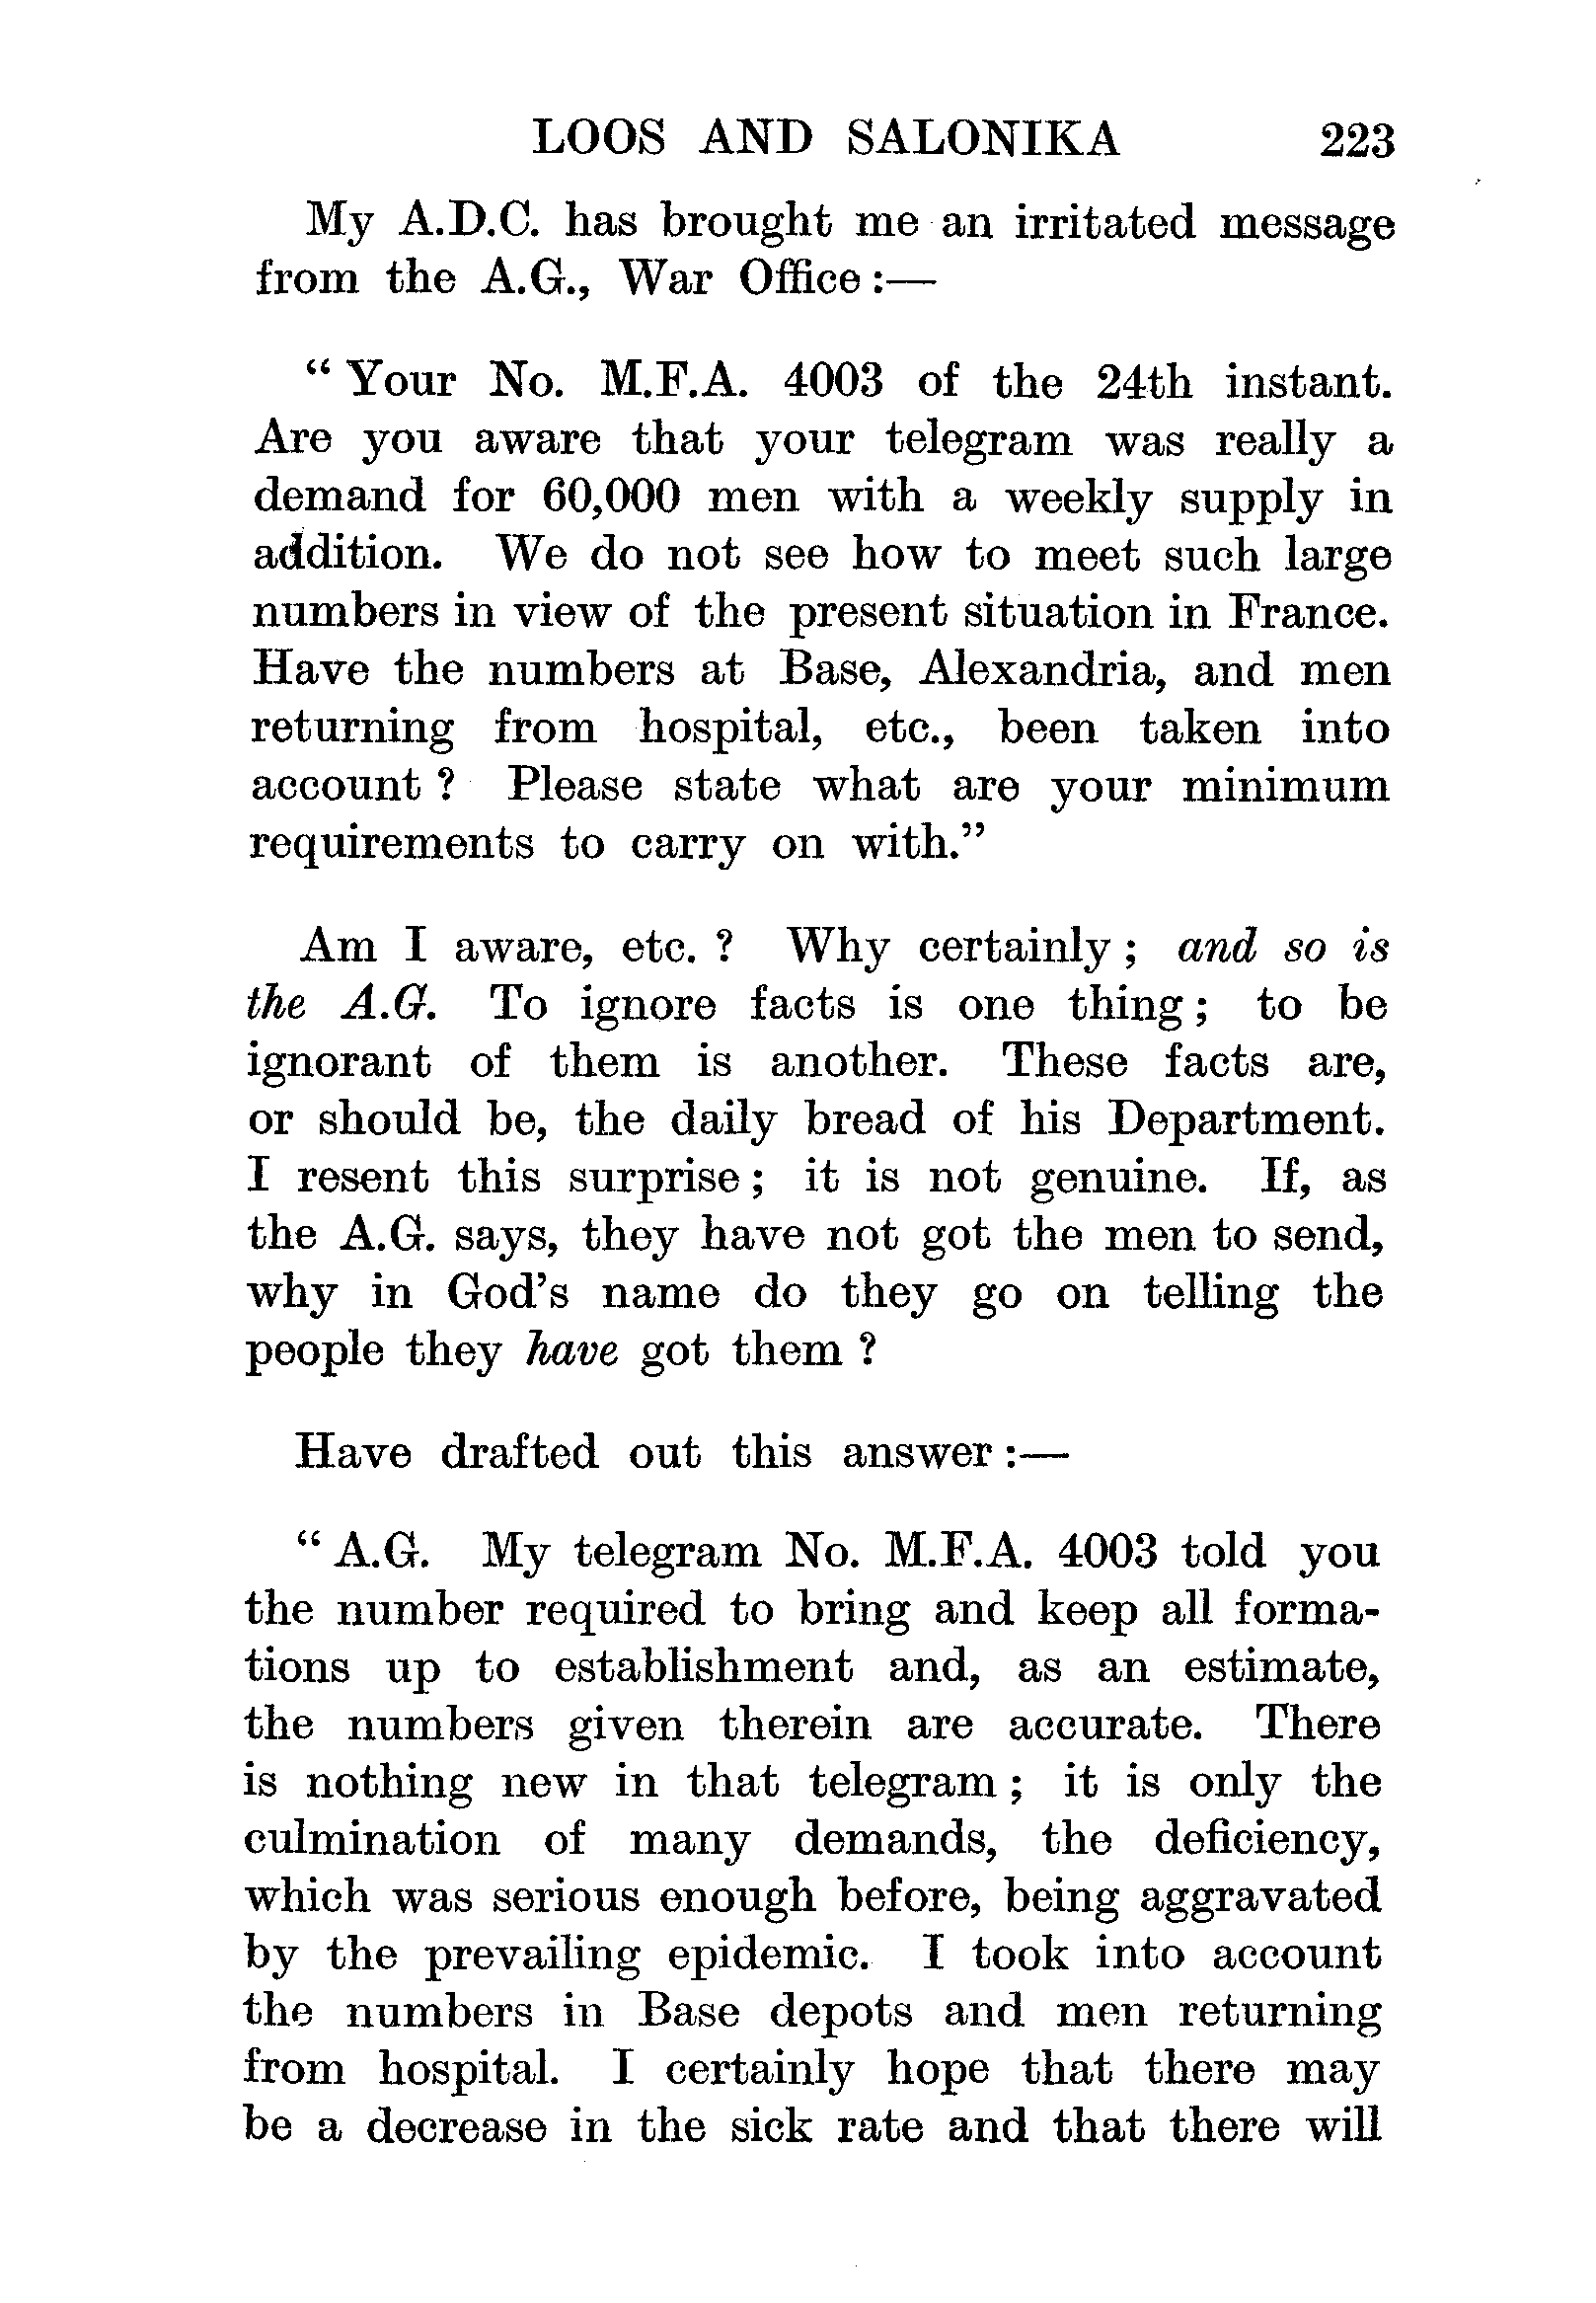 LOOS AND SALONIKA 223
My A.D.C. has brought me an irritated message
from the A.G., War Office :—
“ Your No. M.F.A. 4003 of the 24th instant.
Are you aware that your telegram was really a
demand for 60,000 men with a weekly supply in
addition. We do not see how to meet such large
numbers in view of the present situation in France.
Have the numbers at Base, Alexandria, and men
returning from hospital, etc., been taken into
account ? Please state what are your minimum
requirements to carry on with.”
Am I aware, etc. ? Why certainly ; and so is
the A.G. To ignore facts is one thing ; to be
ignorant of them is another. These facts are,
or should be, the daily bread of his Department.
I resent this surprise ; it is not genuine. If, as
the A.G. says, they have not got the men to send,
why in God’s name do they go on telling the
people they have got them ?
Have drafted out this answer :—
“ A.G. My telegram No. M.F.A. 4003 told you
the number required to bring and keep all forma-
tions up to establishment and, as an estimate,
the numbers given therein are accurate. There
is nothing new in that telegram ; it is only the
culmination of many demands, the deficiency,
which was serious enough before, being aggravated
by the prevailing epidemic. I took into account
the numbers in Base depots and men returning
from hospital. I certainly hope that there may
be a decrease in the sick rate and that there will